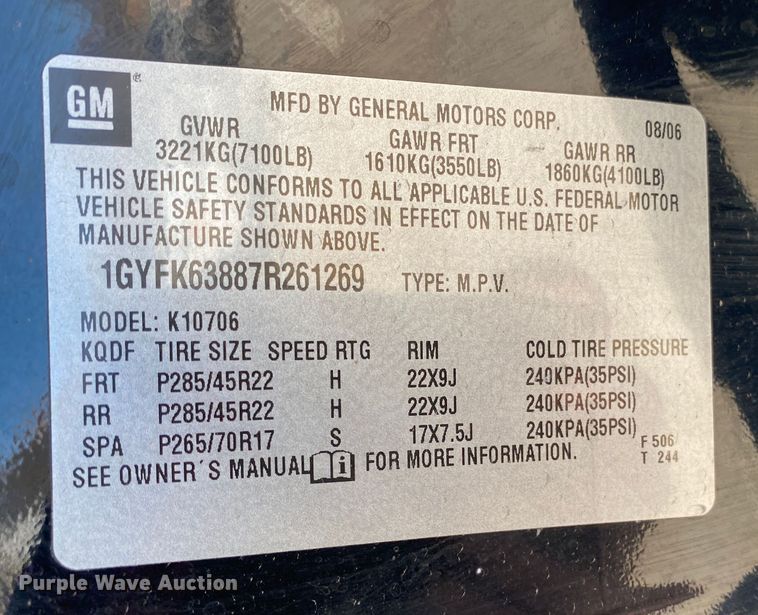 GM ®
MFD BY GENERAL MOTORS CORP. 08/06
GVWR GAWR FRT GAWR RR
3221KG(7100LB) 1610KG(3550LB) 1860KG(4100LB)
THIS VEHICLE CONFORMS TO ALL APPLICABLE U.S. FEDERAL MOTOR
VEHICLE SAFETY STANDARDS IN EFFECT ON THE DATE OF
MANUFACTURE SHOWN ABOVE.
1GYFK63887R261269 TYPE: M.P.V.
MODEL: K10706
KQDF TIRE SIZE SPEED RTG RIM COLD TIRE PRESSURE
FRT P285/45R22 H 22X9J 240KPA(35PSI)
RR P285/45R22 H 22X9J 240KPA(35PSI)
SPA P265/70R17 S 17X7.5J 240KPA(35PSI)
F 506
T 244
SEE OWNER´S MANUAL i FOR MORE INFORMATION.
Purple Wave Auction